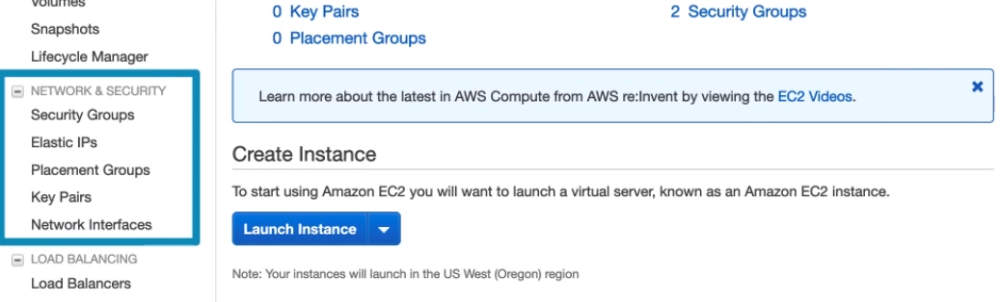 Volumes
Snapshots
Lifecycle Manager
NETWORK & SECURITY
Security Groups
Elastic IPs
Placement Groups
Key Pairs
Network Interfaces
LOAD BALANCING
Load Balancers
0 Key Pairs
2 Security Groups
0 Placement Groups
Learn more about the latest in AWS Compute from AWS re:Invent by viewing the EC2 Videos.
Create Instance
To start using Amazon EC2 you will want to launch a virtual server, known as an Amazon EC2 instance.
Launch Instance
Note: Your instances will launch in the US West (Oregon) region